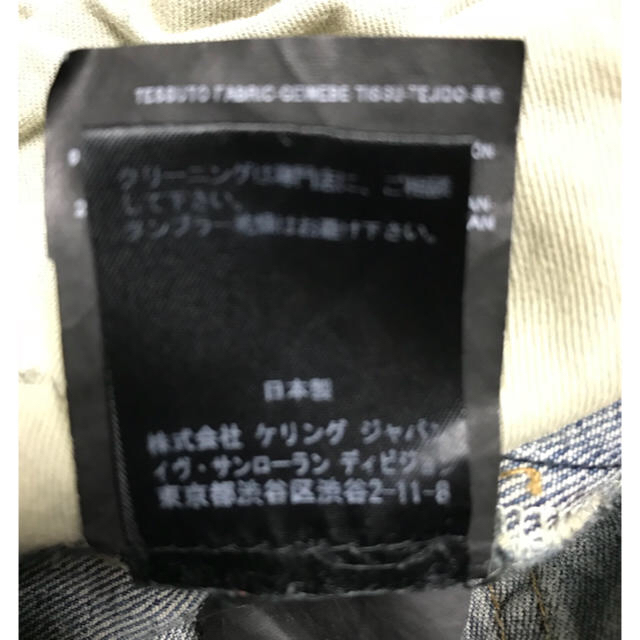 TESSUTO-FABRIC-GEWEBE-TISSU-TEJIDO-素地
クリーニングは専門店に、ご相談
して下さい。
タンブラー乾燥はお避け下さい。
AN
日本製
株式会社 ケリング ジャパン
イヴ・サンローラン ディビジョン
東京都渋谷区渋谷2-11-8